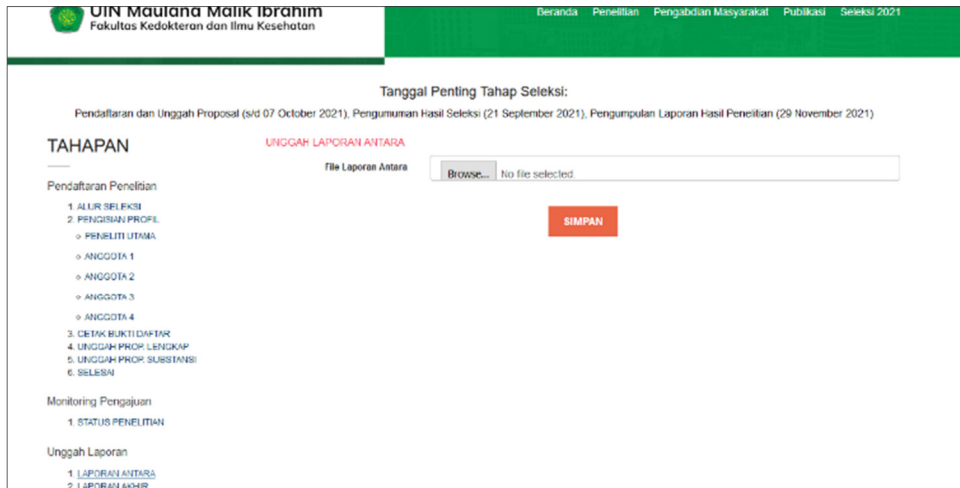 UIN Maulana Malik Ibrahim
Fakultas Kedokteran dan Ilmu Kesehatan
Beranda Penelitian Pengabdian Masyarakat Publikasi Seleksi 2021
Tanggal Penting Tahap Seleksi:
Pendaftaran dan Unggah Proposal (s/d 07 October 2021), Pengumuman Hasil Seleksi (21 September 2021), Pengumpulan Laporan Hasil Penelitian (29 November 2021)
TAHAPAN
UNGGAH LAPORAN ANTARA
File Laporan Antara
Browse... No file selected.
SIMPAN
Pendaftaran Penelitian
1. ALUR SELEKSI
2. PENGISIAN PROFIL
PENELITI UTAMA
ANGGOTA 1
ANGGOTA 2
ANGGOTA 3
ANGGOTA 4
3. CETAK BUKTI DAFTAR
4. UNGGAH PROP. LENGKAP
5. UNGGAH PROP. SUBSTANSI
6. SELESAI
Monitoring Pengajuan
1. STATUS PENELITIAN
Unggah Laporan
1. LAPORAN ANTARA
2. LAPORAN AKHIR